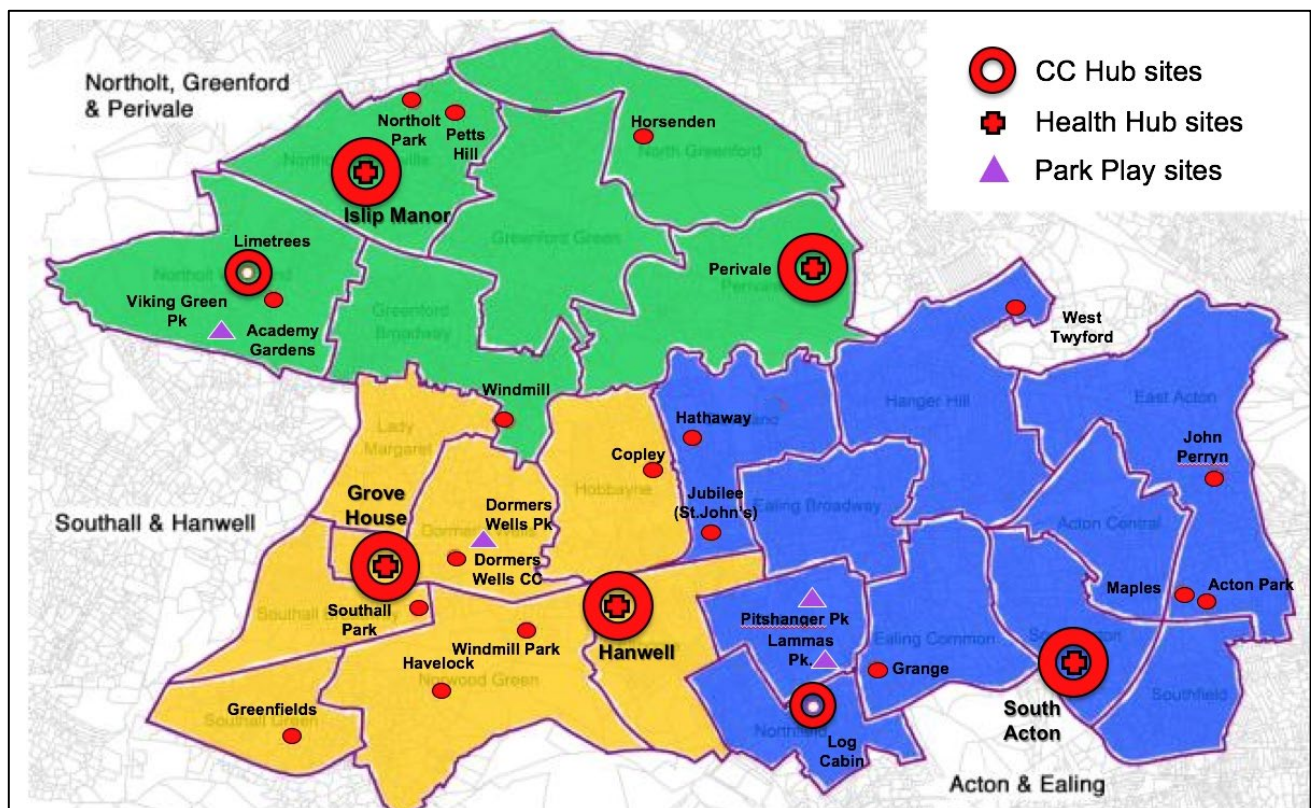 Northolt, Greenford
& Perivale
CC Hub sites
Health Hub sites
Park Play sites
Northolt
Park
Petts
Hill
Horsenden
North Greenford
Islip Manor
Greenford Green
Limetrees
Perivale
Perivale
Viking Green
Pk
Academy
Gardens
Greenford
Broadway
West
Twyford
Windmill
Hanger Hill
East Acton
Lady
Margaret
Hathaway
Copley
Hobbayne
John
Perryn
Grove
House
Southall & Hanwell
Dormers
Wells Pk
Dormers Wells
Jubilee
(St.John's)
Ealing Broadway
Acton Central
Dormers
Wells CC
Southall
Park
Maples
Acton Park
Pitshanger Pk
Lammas
Pk.
Ealing Common
Windmill Park
Hanwell
Havelock
Norwood Green
Grange
Greenfields
Southall Green
South
Acton
Southfield
Northfield
Log
Cabin
Acton & Ealing